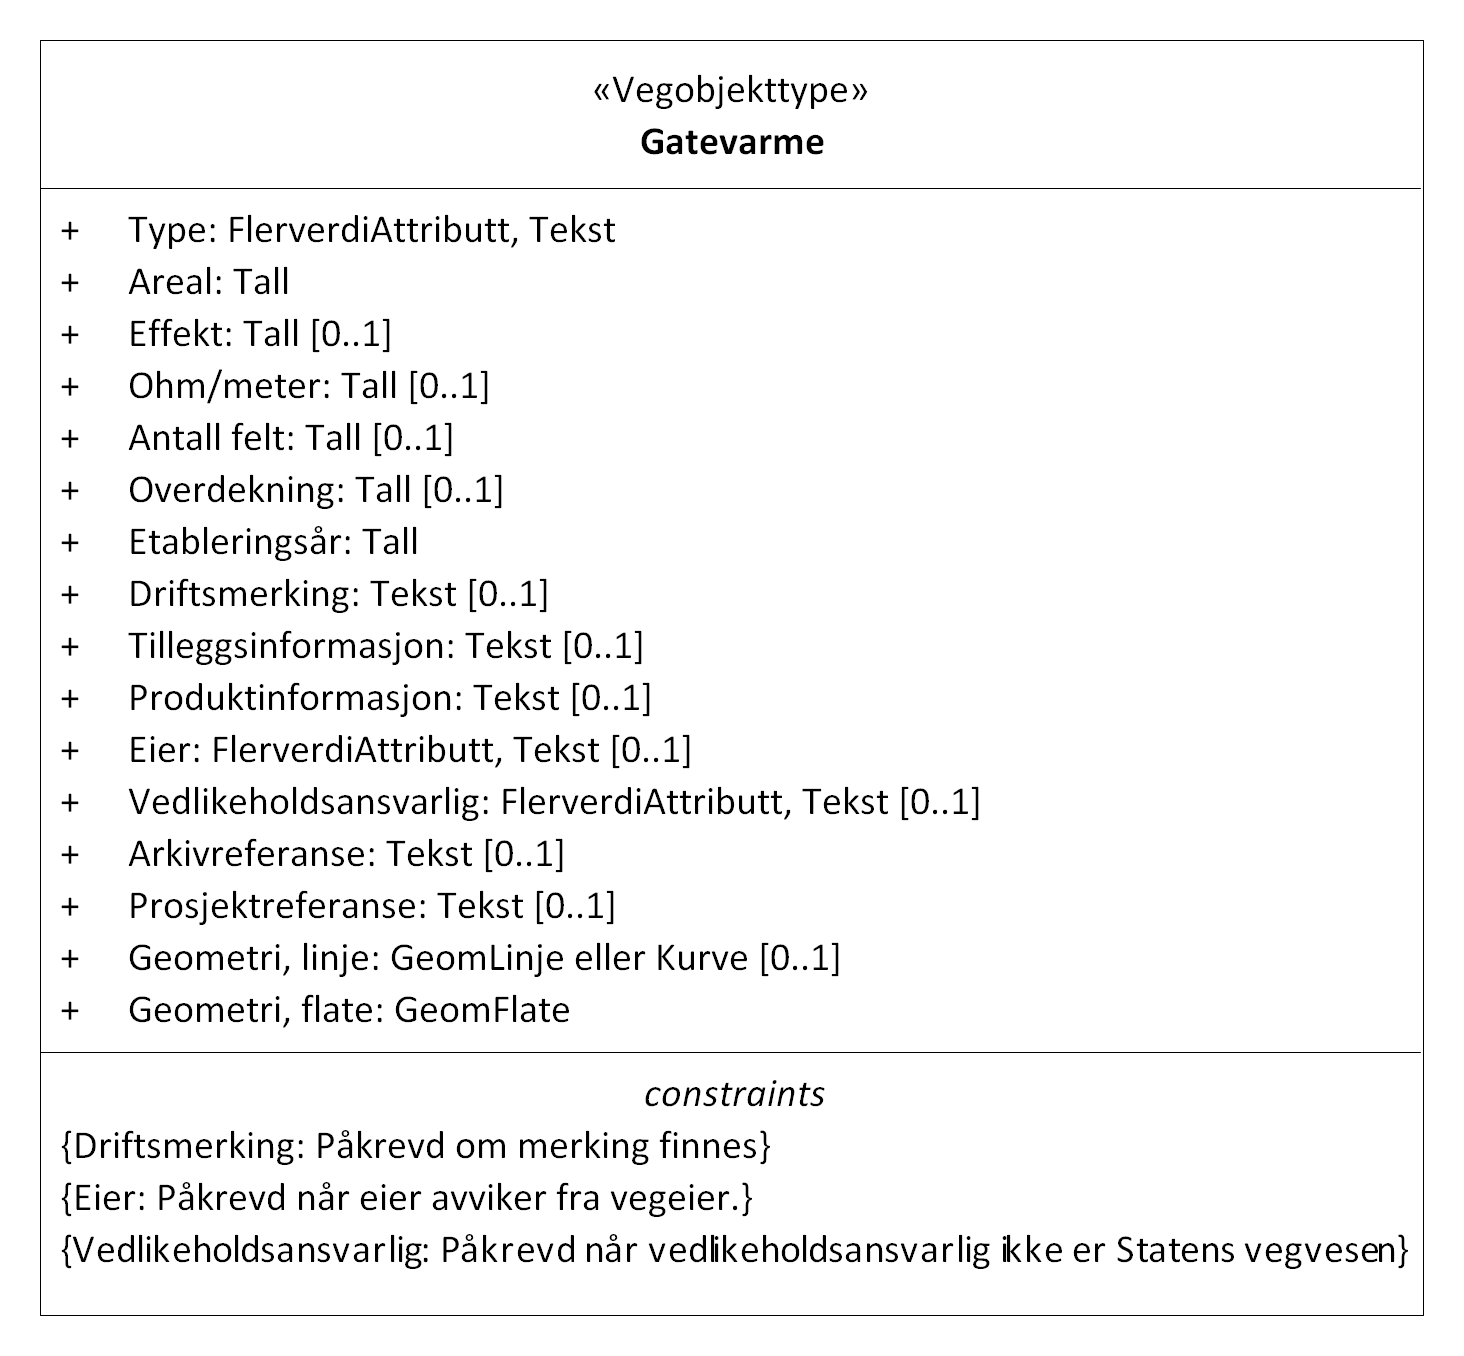 «Vegobjekttype»
Gatevarme
+ Type: FlerverdiAttributt, Tekst
+ Areal: Tall
+ Effekt: Tall [0..1]
+ Ohm/meter: Tall [0..1]
+ Antall felt: Tall [0..1]
+ Overdekning: Tall [0..1]
+ Etableringsår: Tall
+ Driftsmerking: Tekst [0..1]
+ Tilleggsinformasjon: Tekst [0..1]
+ Produktinformasjon: Tekst [0..1]
+ Eier: FlerverdiAttributt, Tekst [0..1]
+ Vedlikeholdsansvarlig: FlerverdiAttributt, Tekst [0..1]
+ Arkivreferanse: Tekst [0..1]
+ Prosjektreferanse: Tekst [0..1]
+ Geometri, linje: GeomLinje eller Kurve [0..1]
+ Geometri, flate: GeomFlate
constraints
{Driftsmerking: Påkrevd om merking finnes}
{Eier: Påkrevd når eier avviker fra vegeier.}
{Vedlikeholdsansvarlig: Påkrevd når vedlikeholdsansvarlig ikke er Statens vegvesen}